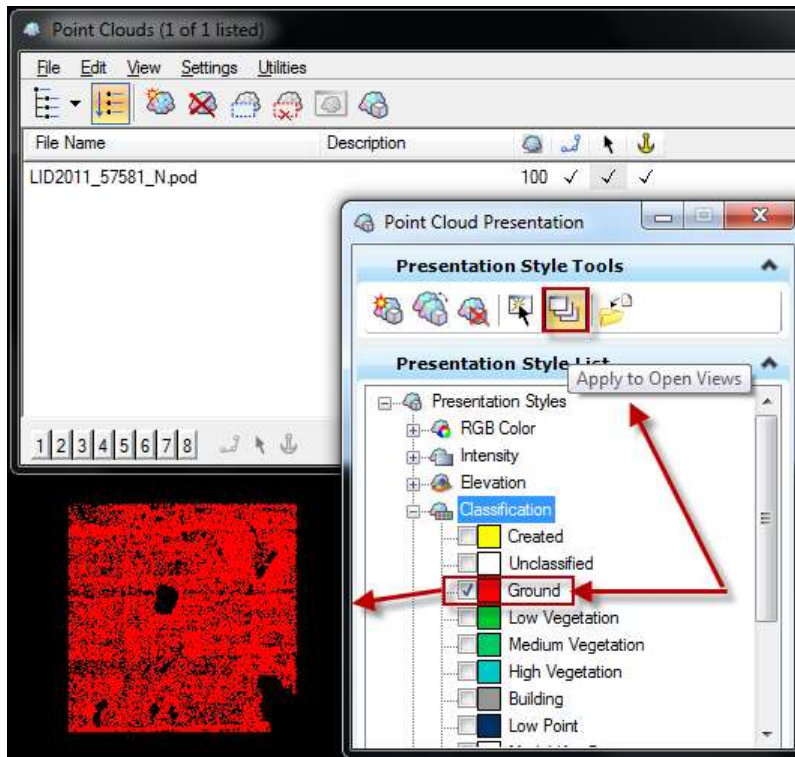 Point Clouds (1 of 1 listed)
File Edit View Settings Utilities
File Name Description
LID2011_57581_N.pod 100
Point Cloud Presentation
Presentation Style Tools
Presentation Style List
Apply to Open Views
Presentation Styles
RGB Color
Intensity
Elevation
Classification
Created
Unclassified
Ground
Low Vegetation
Medium Vegetation
High Vegetation
Building
Low Point
1 2 3 4 5 6 7 8